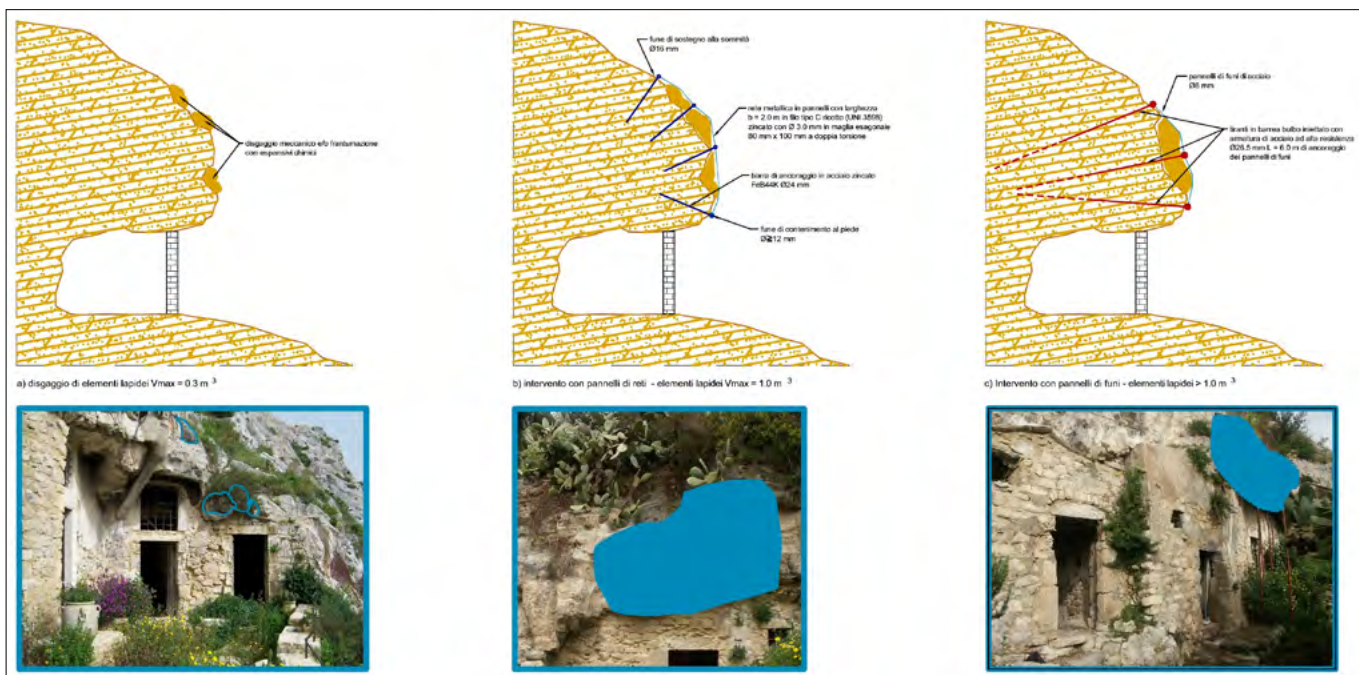 disgaggio meccanico e/o frantumazione
con espansivi chimici
a) disgaggio di elementi lapidei Vmax = 0.3 m 3
fune di sostegno alla sommità
Ø16 mm
rete metallica in pannelli con larghezza
b = 2.0 m in filo tipo C ricotto (UNI 3598)
zincato con Ø 3.0 mm in maglia esagonale
80 mm x 100 mm a doppia torsione
barra di ancoraggio in acciaio zincato
FeB44K Ø24 mm
fune di contenimento al piede
12 mm
b) intervento con pannelli di reti - elementi lapidei Vmax = 1.0 m 3
pannelli di funi di acciaio
Ø8 mm
tiranti in barrea bulbo iniettato con
armatura di acciaio ad alta resistenza
Ø26.5 mm L = 6.0 m di ancoraggio
dei pannelli di funi
c) Intervento con pannelli di funi - elementi lapidei > 1.0 m 3